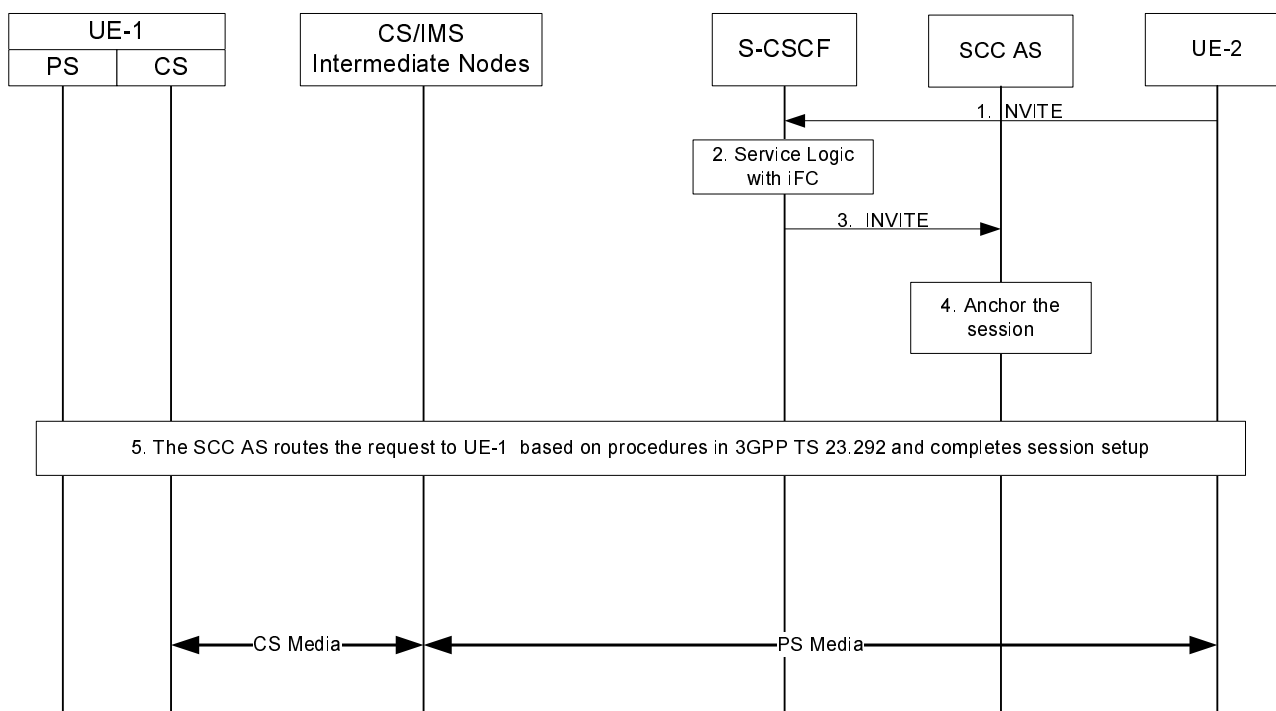 UE-1
PS
CS
CS/IMS
Intermediate Nodes
S-CSCF
SCC AS
UE-2
1. INVITE
2. Service Logic
with iFC
3. INVITE
4. Anchor the
session
5. The SCC AS routes the request to UE-1 based on procedures in 3GPP TS 23.292 and completes session setup
CS Media
PS Media